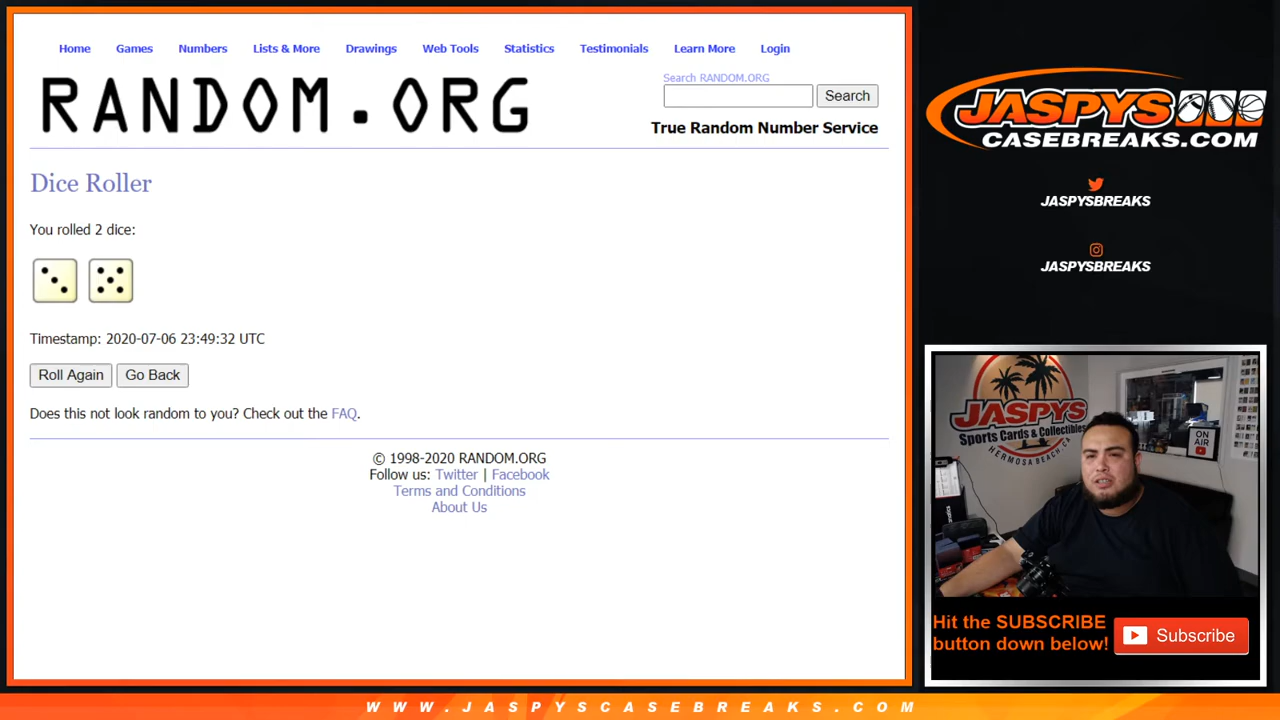 Home Games Numbers Lists & More Drawings Web Tools Statistics Testimonials Learn More Login
RANDOM.ORG
Search RANDOM.ORG
Search
True Random Number Service
Dice Roller
You rolled 2 dice:
Timestamp: 2020-07-06 23:49:32 UTC
Roll Again Go Back
Does this not look random to you? Check out the FAQ.
© 1998-2020 RANDOM.ORG
Follow us: Twitter | Facebook
Terms and Conditions
About Us
JASPYS
CASEBREAKS.COM
JASPYSBREAKS
JASPYSBREAKS
JASPYS
Sports Cards & Collectibles
HERMOSA BEACH, CA
ON
AIR
Hit the SUBSCRIBE
button down below!
Subscribe
WWW.JASPYSCASEBREAKS.COM